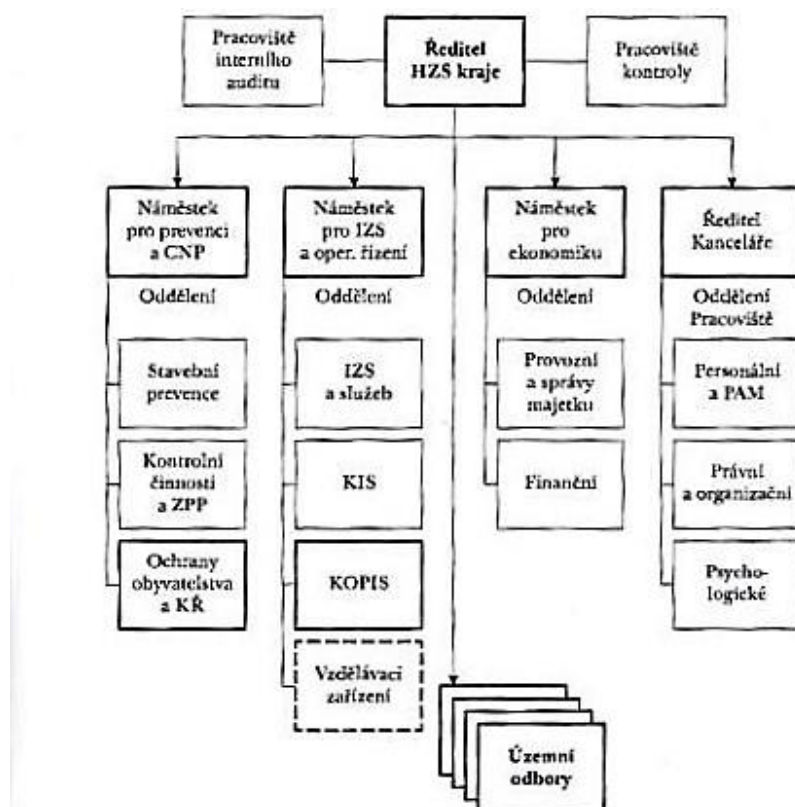 Pracoviště
interního
auditu
Ředitel
HZS kraje
Pracoviště
kontroly
Náměstek
pro prevenci
a CNP
Náměstek
pro IZS
a oper. řízení
Náměstek
pro
ekonomiku
Ředitel
Kanceláře
Oddělení
Oddělení
Oddělení
Oddělení
Pracoviště
Stavební
prevence
IZS
a služeb
Provozní
a správy
majetku
Personální
a PAM
Kontrolní
činnosti
a ZPP
KIS
Finanční
Právní
a organizační
Ochrany
obyvatelstva
a KŘ
KOPIS
Psycho-
logické
Vzdělávací
zařízení
Územní
odbory